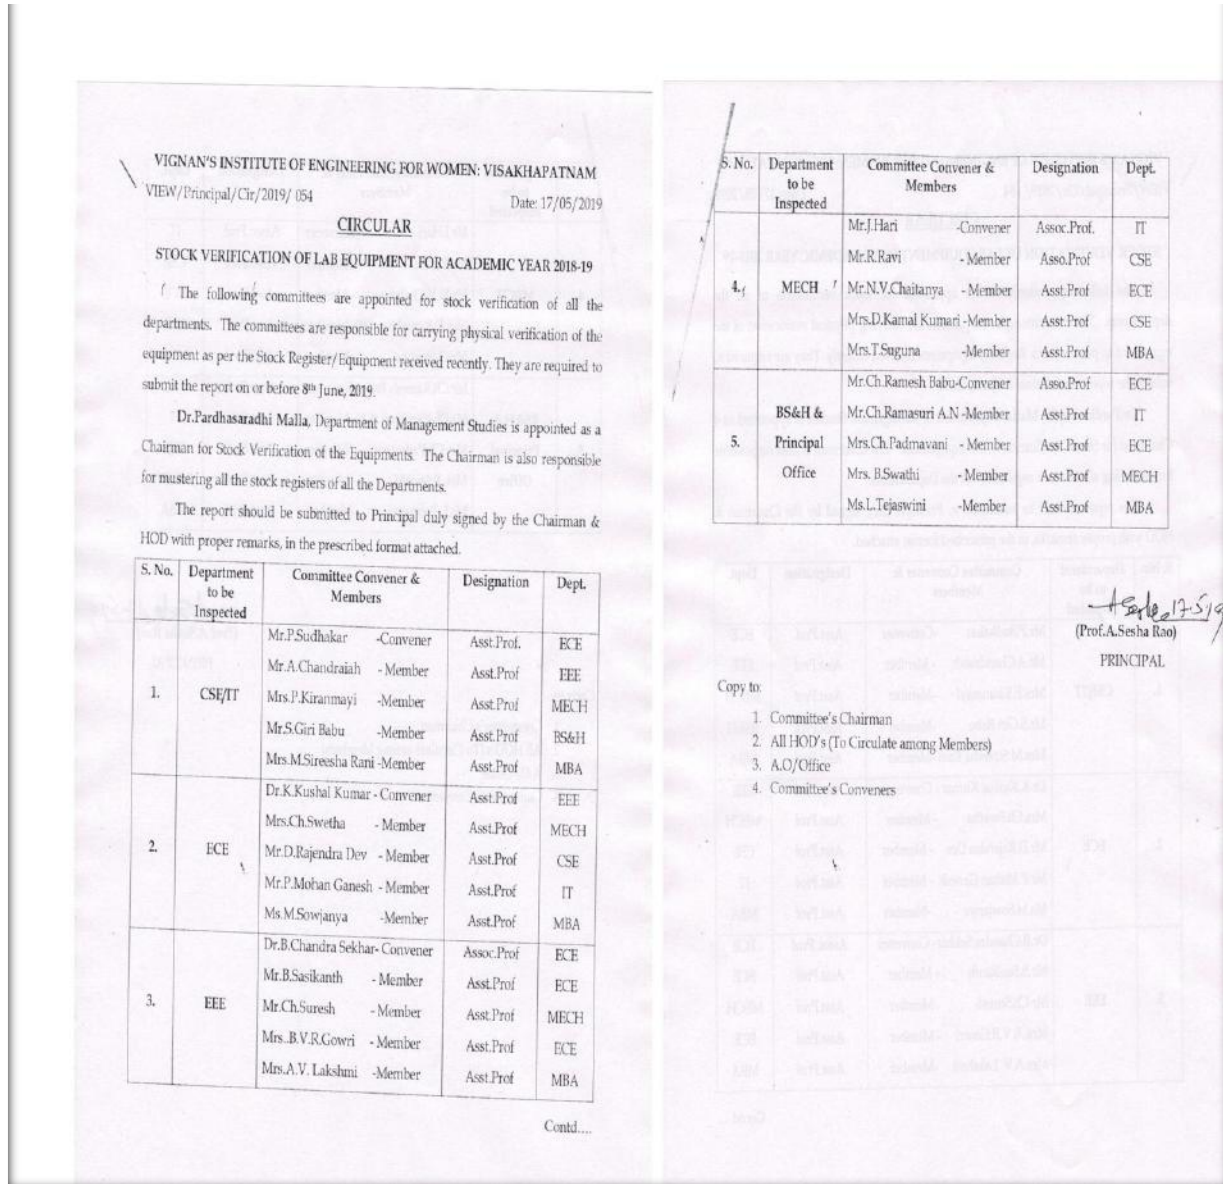 VIGNAN'S INSTITUTE OF ENGINEERING FOR WOMEN: VISAKHAPATNAM
VIEW/Principal/Cir/2019/ 054 Date: 17/05/2019
CIRCULAR
STOCK VERIFICATION OF LAB EQUIPMENT FOR ACADEMIC YEAR 2018-19
The following committees are appointed for stock verification of all the
departments. The committees are responsible for carrying physical verification of the
equipment as per the Stock Register/Equipment received recently. They are required to
submit the report on or before 8th June, 2019.
Dr.Pardhasaradhi Malla, Department of Management Studies is appointed as a
Chairman for Stock Verification of the Equipments. The Chairman is also responsible
for mustering all the stock registers of all the Departments.
The report should be submitted to Principal duly signed by the Chairman &
HOD with proper remarks, in the prescribed format attached.
S. No. Department Committee Convener & Designation Dept.
to be Members
Inspected
Mr.P.Sudhakar -Convener Asst.Prof. ECE
Mr.A.Chandraiah - Member Asst.Prof EEE
1. CSE/IT Mrs.P.Kiranmayi -Member Asst.Prof MECH
Mr.S.Giri Babu -Member Asst.Prof BS&H
Mrs.M.Sireesha Rani -Member Asst.Prof MBA
Dr.K.Kushal Kumar - Convener Asst.Prof EEE
Mrs.Ch.Swetha - Member Asst.Prof MECH
2. ECE Mr.D.Rajendra Dev - Member Asst.Prof CSE
Mr.P.Mohan Ganesh - Member Asst.Prof IT
Ms.M.Sowjanya -Member Asst.Prof MBA
Dr.B.Chandra Sekhar- Convener Assoc.Prof ECE
Mr.B.Sasikanth - Member Asst.Prof ECE
3. EEE Mr.Ch.Suresh - Member Asst.Prof MECH
Mrs..B.V.R.Gowri - Member Asst.Prof ECE
Mrs.A.V. Lakshmi -Member Asst.Prof MBA
Contd....
S. No. Department Committee Convener & Designation Dept.
to be Members
Inspected
Mr.J.Hari -Convener Assoc.Prof. IT
Mr.R.Ravi - Member Asso.Prof CSE
4. MECH Mr.N.V.Chaitanya - Member Asst.Prof ECE
Mrs.D.Kamal Kumari -Member Asst.Prof CSE
Mrs.T.Suguna -Member Asst.Prof MBA
Mr.Ch.Ramesh Babu-Convener Asso.Prof ECE
BS&H & Mr.Ch.Ramasuri A.N -Member Asst.Prof IT
5. Principal Mrs.Ch.Padmavani - Member Asst.Prof ECE
Office Mrs. B.Swathi - Member Asst.Prof MECH
Ms.L.Tejaswini - Member Asst.Prof MBA
(Prof.A.Sesha Rao)
PRINCIPAL
Copy to:
1. Committee's Chairman
2. All HOD's (To Circulate among Members)
3. A.O/Office
4. Committee's Conveners